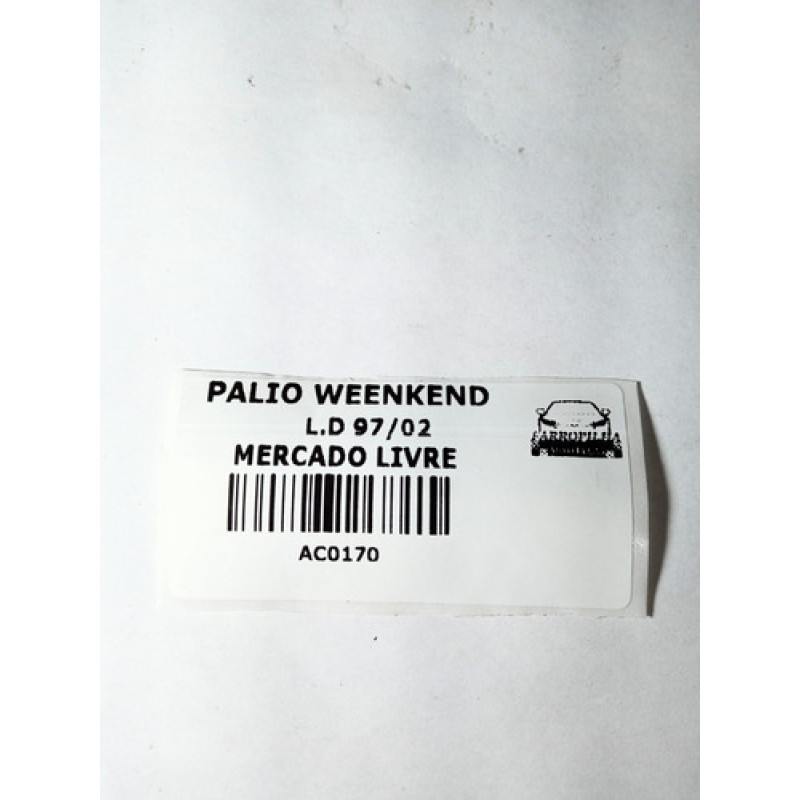 PALIO WEENKEND
L.D 97/02
MERCADO LIVRE
AC0170